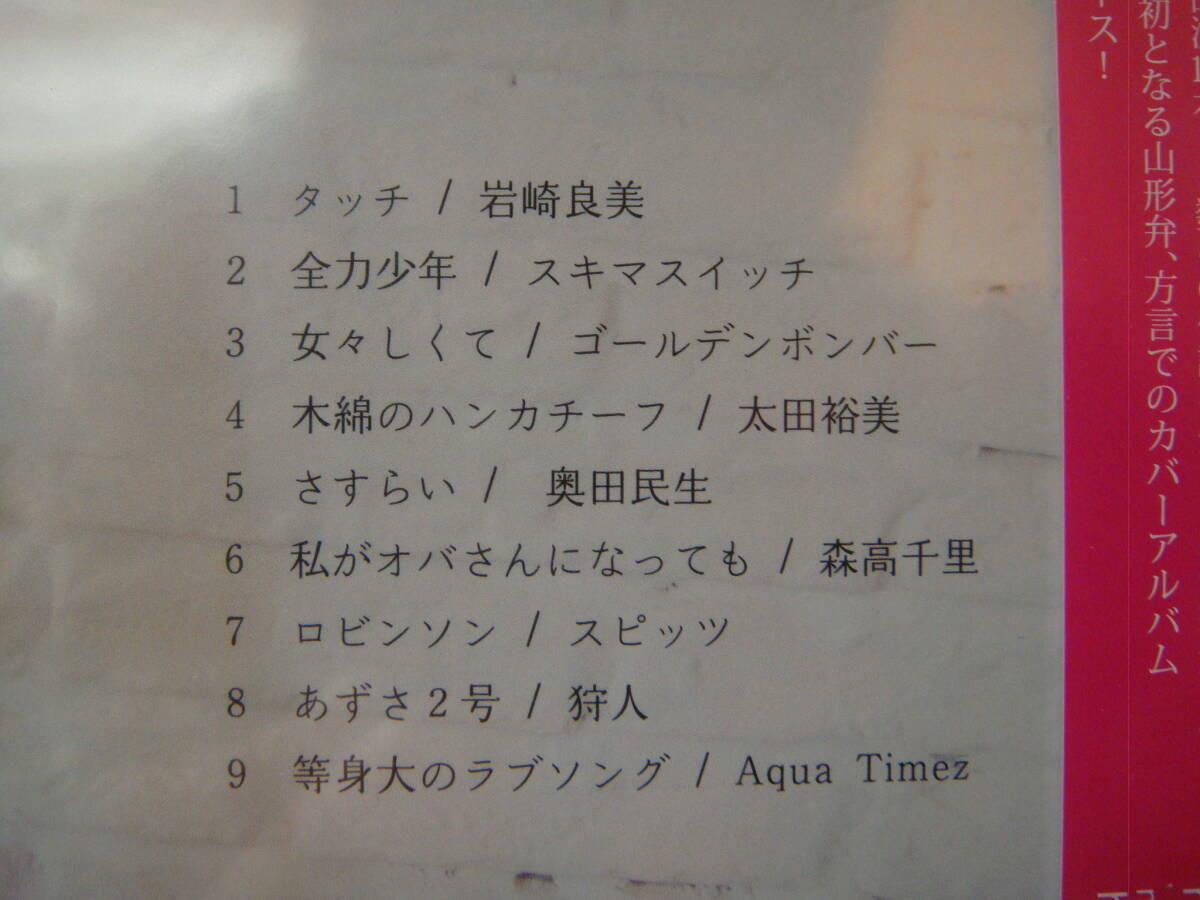 1 タッチ / 岩崎良美
2 全力少年 / スキマスイッチ
3 女々しくて / ゴールデンボンバー
4 木綿のハンカチーフ / 太田裕美
5 さすらい / 奥田民生
6 私がオバさんになっても / 森高千里
7 ロビンソン / スピッツ
8 あずさ２号 / 狩人
9 等身大のラブソング / Aqua Timez
初となる山形弁、方言でのカバーアルバム
ース！